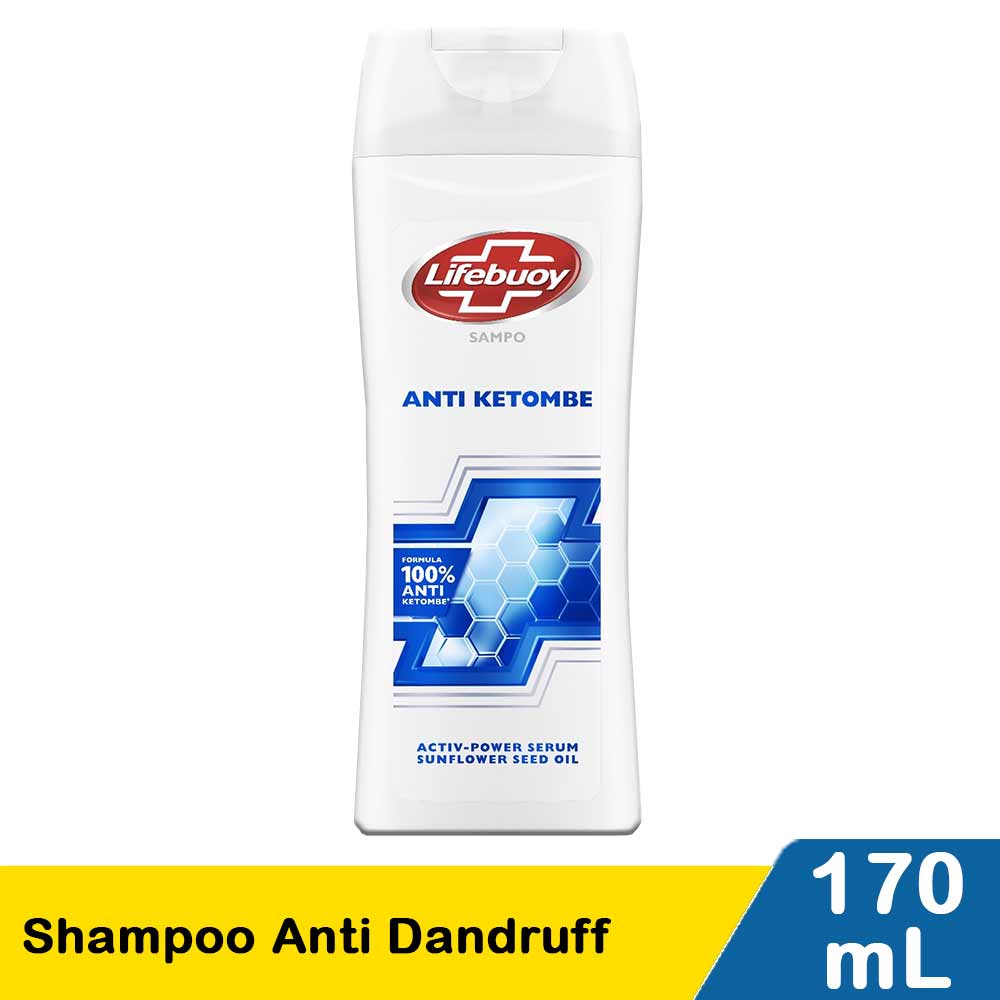 Lifebuoy
SAMPO
ANTI KETOMBE
FORMULA
100%
ANTI
KETOMBE*
ACTIV-POWER SERUM
SUNFLOWER SEED OIL
Shampoo Anti Dandruff
170
mL